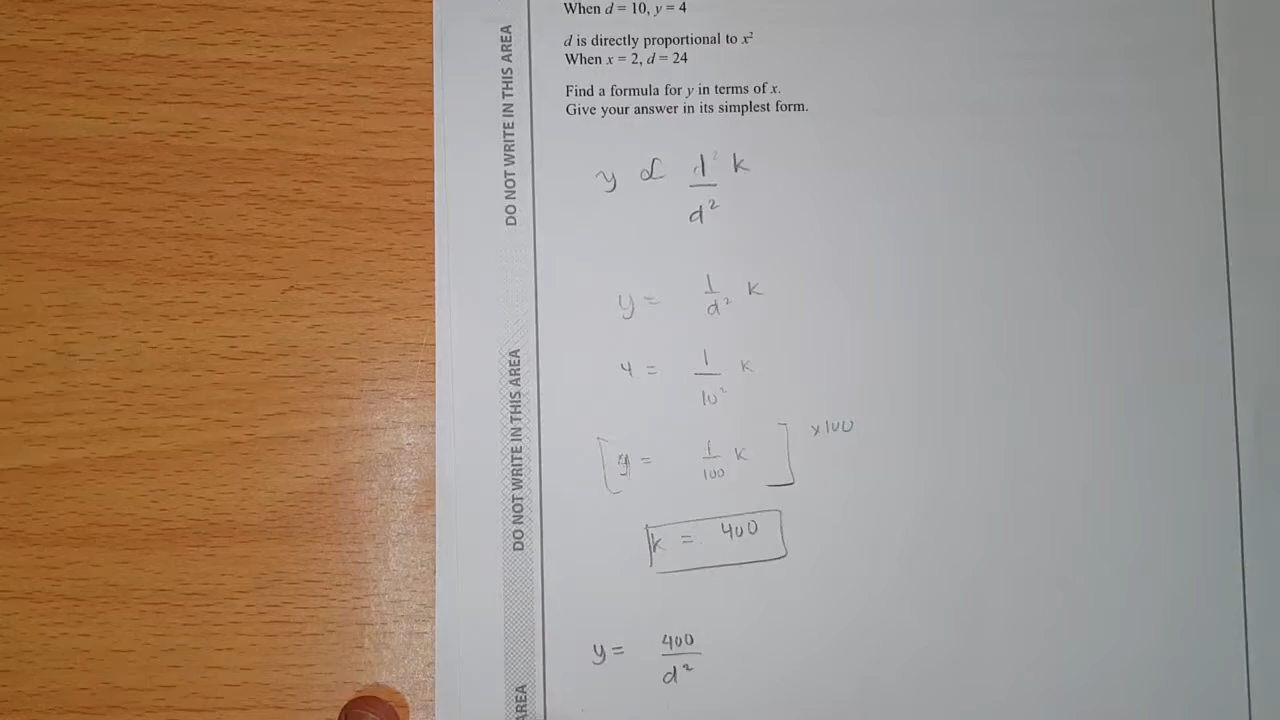 When d = 10, y = 4
d is directly proportional to x²
When x = 2, d = 24
Find a formula for y in terms of x.
Give your answer in its simplest form.
y ∝ 1/d² k
y = 1/d² k
4 = 1/10² k
[4 = 1/100 k] ×100
k = 400
y = 400/d²
DO NOT WRITE IN THIS AREA
DO NOT WRITE IN THIS AREA
AREA